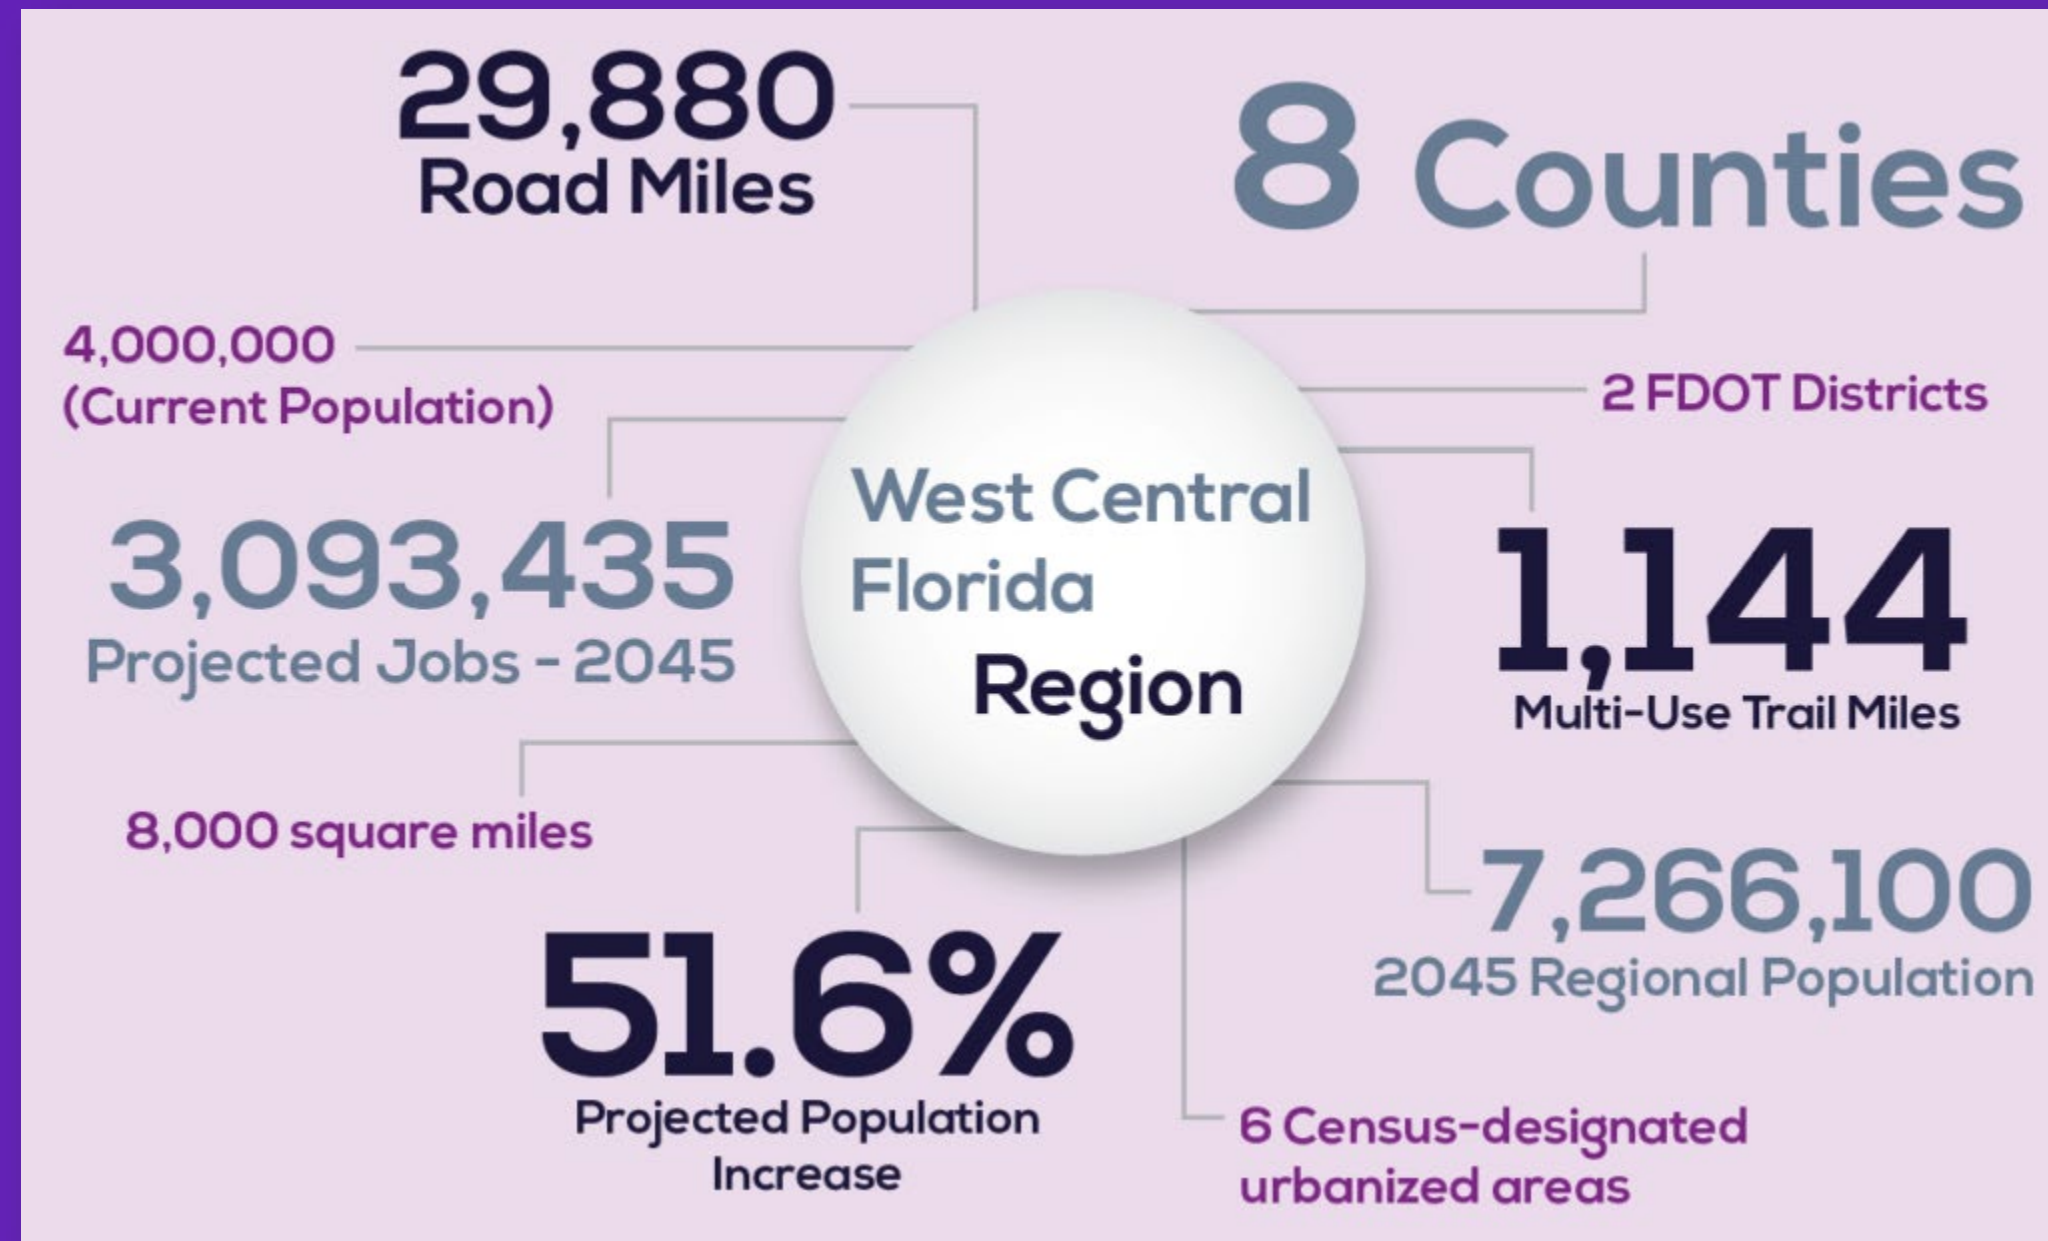 29,880
Road Miles
8 Counties
4,000,000
(Current Population)
2 FDOT Districts
3,093,435
Projected Jobs - 2045
West Central
Florida
Region
1,144
Multi-Use Trail Miles
8,000 square miles
7,266,100
2045 Regional Population
51.6%
Projected Population
Increase
6 Census-designated
urbanized areas